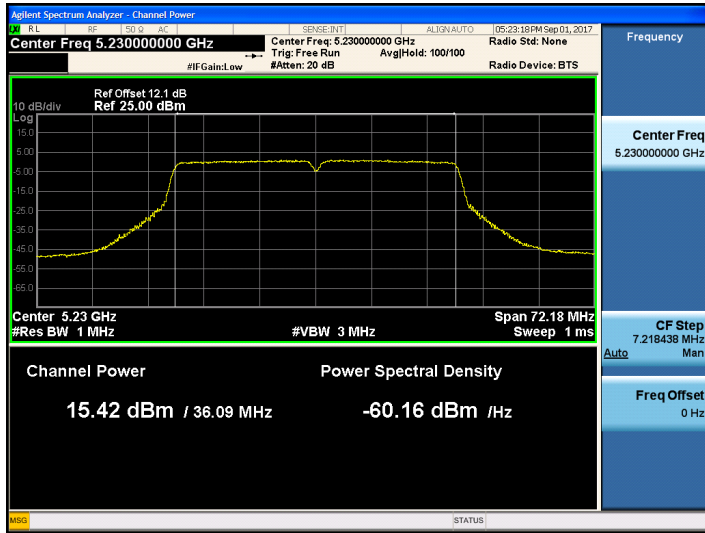 Agilent Spectrum Analyzer - Channel Power
LXI RL RF 50 Ω AC SENSE:INT ALIGNAUTO 05:23:18 PM Sep 01, 2017
Center Freq 5.230000000 GHz Center Freq: 5.230000000 GHz Radio Std: None
Trig: Free Run Avg|Hold: 100/100
#IFGain:Low #Atten: 20 dB Radio Device: BTS
Ref Offset 12.1 dB
10 dB/div Ref 25.00 dBm
Log
15.0
5.00
-5.00
-15.0
-25.0
-35.0
-45.0
-55.0
-65.0
Center 5.23 GHz Span 72.18 MHz
#Res BW 1 MHz #VBW 3 MHz Sweep 1 ms
Channel Power Power Spectral Density
15.42 dBm / 36.09 MHz -60.16 dBm /Hz
MSG STATUS
Frequency
Center Freq
5.230000000 GHz
CF Step
7.218438 MHz
Auto Man
Freq Offset
0 Hz